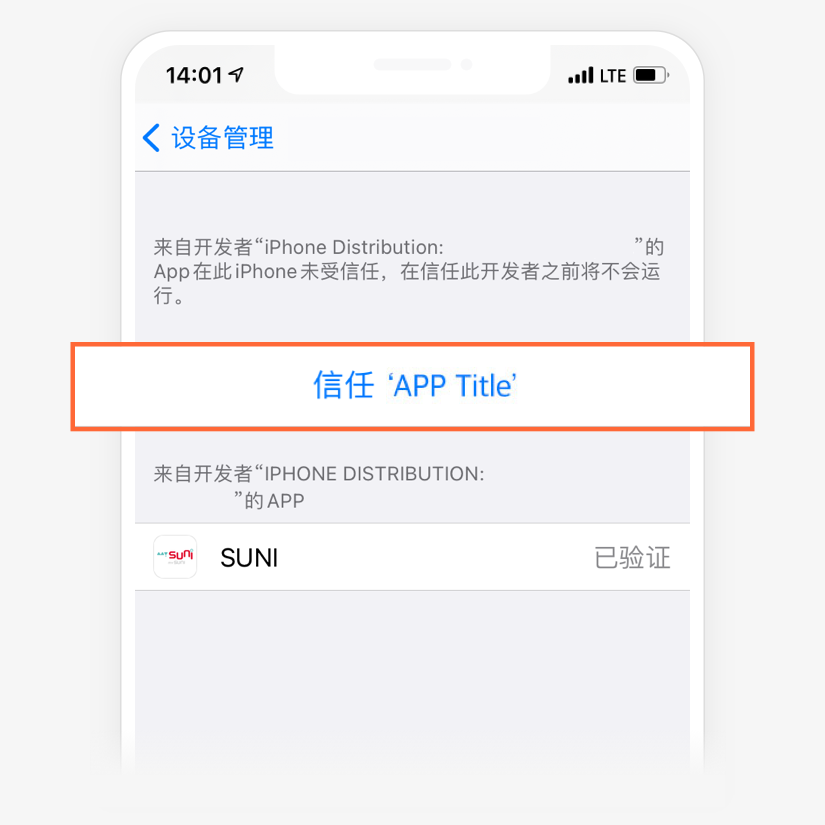 14:01 LTE
设备管理
来自开发者“iPhone Distribution: ”的
App在此iPhone未受信任，在信任此开发者之前将不会运
行。
信任 ‘APP Title’
来自开发者“IPHONE DISTRIBUTION:
”的 APP
suni
SUNI 已验证